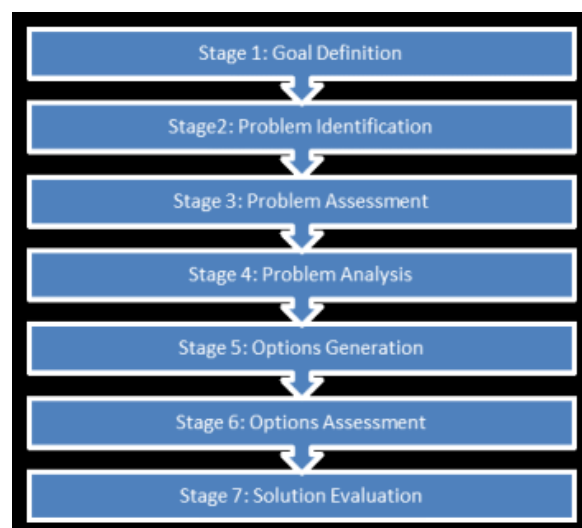 Stage 1: Goal Definition
Stage2: Problem Identification
Stage 3: Problem Assessment
Stage 4: Problem Analysis
Stage 5: Options Generation
Stage 6: Options Assessment
Stage 7: Solution Evaluation